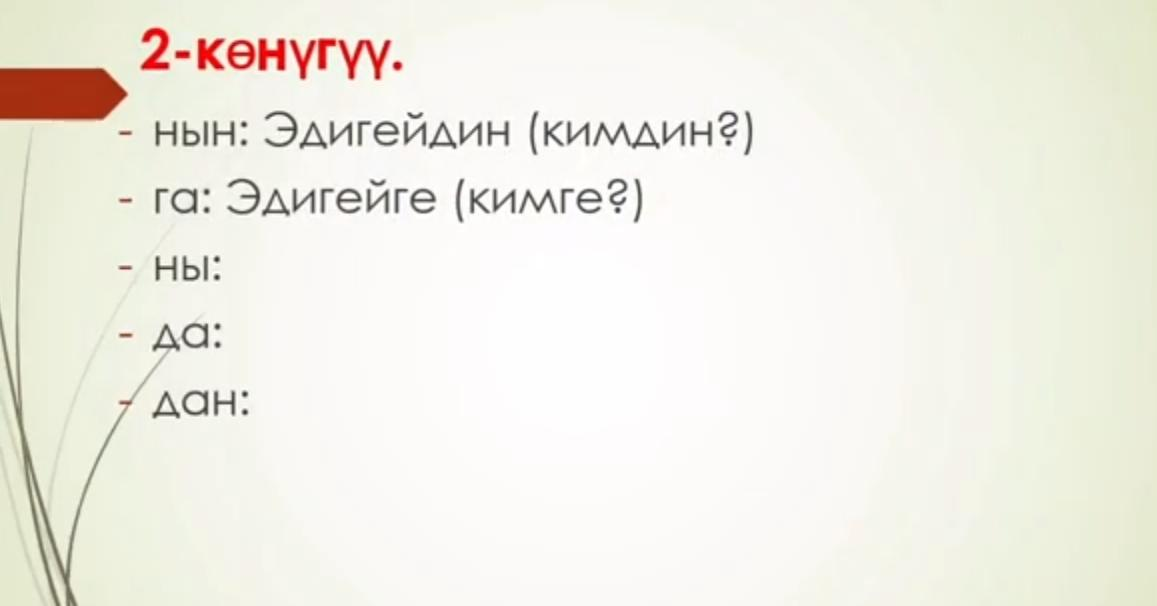 2-көнүгүү.
- нын: Эдигейдин (кимдин?)
- га: Эдигейге (кимге?)
- ны:
- да:
- дан: